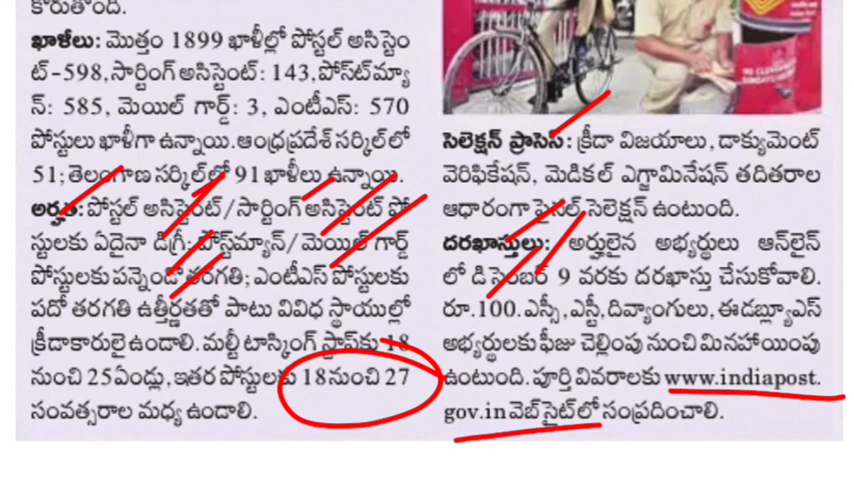 కోరుతోంది.
ఖాళీలు: మొత్తం 1899 ఖాళీల్లో పోస్టల్ అసిస్టెం
ట్-598, సార్టింగ్ అసిస్టెంట్: 143, పోస్ట్‌మ్యా
న్: 585, మెయిల్ గార్డ్: 3, ఎంటీఎస్: 570
పోస్టులు ఖాళీగా ఉన్నాయి. ఆంధ్రప్రదేశ్ సర్కిల్‌లో
51; తెలంగాణ సర్కిల్‌లో 91 ఖాళీలు ఉన్నాయి.
అర్హత: పోస్టల్ అసిస్టెంట్/సార్టింగ్ అసిస్టెంట్ పో
స్టులకు ఏదైనా డిగ్రీ; పోస్ట్‌మ్యాన్/మెయిల్ గార్డ్
పోస్టులకు పన్నెండో తరగతి; ఎంటీఎస్ పోస్టులకు
పదో తరగతి ఉత్తీర్ణతతో పాటు వివిధ స్థాయుల్లో
క్రీడాకారులై ఉండాలి. మల్టీ టాస్కింగ్ స్టాఫ్‌కు 18
నుంచి 25 ఏండ్లు, ఇతర పోస్టులకు 18 నుంచి 27
సంవత్సరాల మధ్య ఉండాలి.
సెలెక్షన్ ప్రాసెస్: క్రీడా విజయాలు, డాక్యుమెంట్
వెరిఫికేషన్, మెడికల్ ఎగ్జామినేషన్ తదితరాల
ఆధారంగా ఫైనల్ సెలెక్షన్ ఉంటుంది.
దరఖాస్తులు: అర్హులైన అభ్యర్థులు ఆన్‌లైన్
లో డిసెంబర్ 9 వరకు దరఖాస్తు చేసుకోవాలి.
రూ.100. ఎస్సీ, ఎస్టీ, దివ్యాంగులు, ఈడబ్ల్యూఎస్
అభ్యర్థులకు ఫీజు చెల్లింపు నుంచి మినహాయింపు
ఉంటుంది. పూర్తి వివరాలకు www.indiapost.
gov.in వెబ్‌సైట్‌లో సంప్రదించాలి.